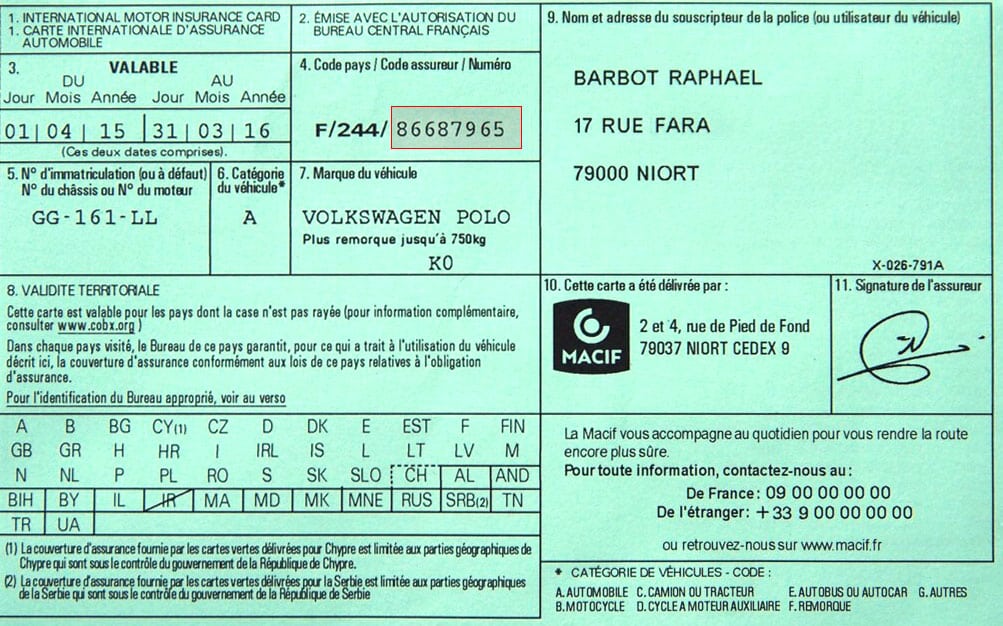 1. INTERNATIONAL MOTOR INSURANCE CARD
1. CARTE INTERNATIONALE D'ASSURANCE
AUTOMOBILE
2. ÉMISE AVEC L'AUTORISATION DU
BUREAU CENTRAL FRANÇAIS
3. VALABLE
DU AU
Jour Mois Année Jour Mois Année
01 | 04 | 15 | 31 | 03 | 16
(Ces deux dates comprises).
4. Code pays / Code assureur / Numéro
F/244/ 86687965
5. N° d'immatriculation (ou à défaut)
N° du châssis ou N° du moteur
GG-161-LL
6. Catégorie
du véhicule*
A
7. Marque du véhicule
VOLKSWAGEN POLO
Plus remorque jusqu'à 750kg
K0
8. VALIDITE TERRITORIALE
Cette carte est valable pour les pays dont la case n'est pas rayée (pour information complémentaire,
consulter www.cobx.org )
Dans chaque pays visité, le Bureau de ce pays garantit, pour ce qui a trait à l'utilisation du véhicule
décrit ici, la couverture d'assurance conformément aux lois de ce pays relatives à l'obligation
d'assurance.
Pour l'identification du Bureau approprié, voir au verso
A B BG CY(1) CZ D DK E EST F FIN
GB GR H HR I IRL IS L LT LV M
N NL P PL RO S SK SLO CH AL AND
BIH BY IL IR MA MD MK MNE RUS SRB(2) TN
TR UA
(1) La couverture d'assurance fournie par les cartes vertes délivrées pour Chypre est limitée aux parties géographiques de
Chypre qui sont sous le contrôle du gouvernement de la République de Chypre.
(2) La couverture d'assurance fournie par les cartes vertes délivrées pour la Serbie est limitée aux parties géographiques
de la Serbie qui sont sous le contrôle du gouvernement de la République de Serbie
9. Nom et adresse du souscripteur de la police (ou utilisateur du véhicule)
BARBOT RAPHAEL
17 RUE FARA
79000 NIORT
X-026-791A
10. Cette carte a été délivrée par :
MACIF
2 et 4, rue de Pied de Fond
79037 NIORT CEDEX 9
11. Signature de l'assureur
La Macif vous accompagne au quotidien pour vous rendre la route
encore plus sûre.
Pour toute information, contactez-nous au :
De France : 09 00 00 00 00
De l'étranger : +33 9 00 00 00 00
ou retrouvez-nous sur www.macif.fr
* CATÉGORIE DE VÉHICULES - CODE :
A. AUTOMOBILE C. CAMION OU TRACTEUR E. AUTOBUS OU AUTOCAR G. AUTRES
B. MOTOCYCLE D. CYCLE A MOTEUR AUXILIAIRE F. REMORQUE